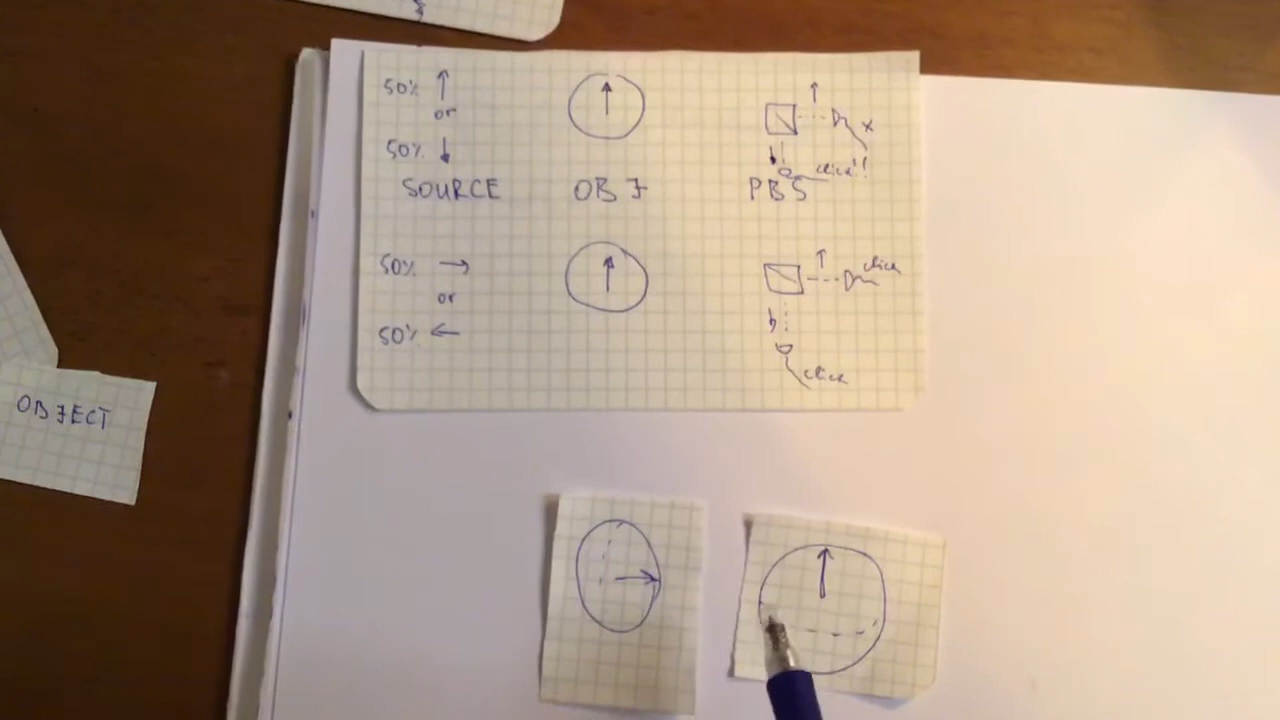 50% ↑
or
50% ↓
x
click!!
SOURCE OBJ PBS
50% →
or
50% ←
click
click
OBJECT